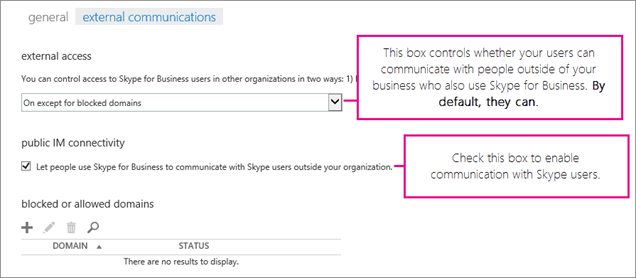 general external communications
external access
You can control access to Skype for Business users in other organizations in two ways: 1)
On except for blocked domains
This box controls whether your users can
communicate with people outside of your
business who also use Skype for Business. By
default, they can.
public IM connectivity
Let people use Skype for Business to communicate with Skype users outside your organization.
Check this box to enable
communication with Skype users.
blocked or allowed domains
DOMAIN STATUS
There are no results to display.